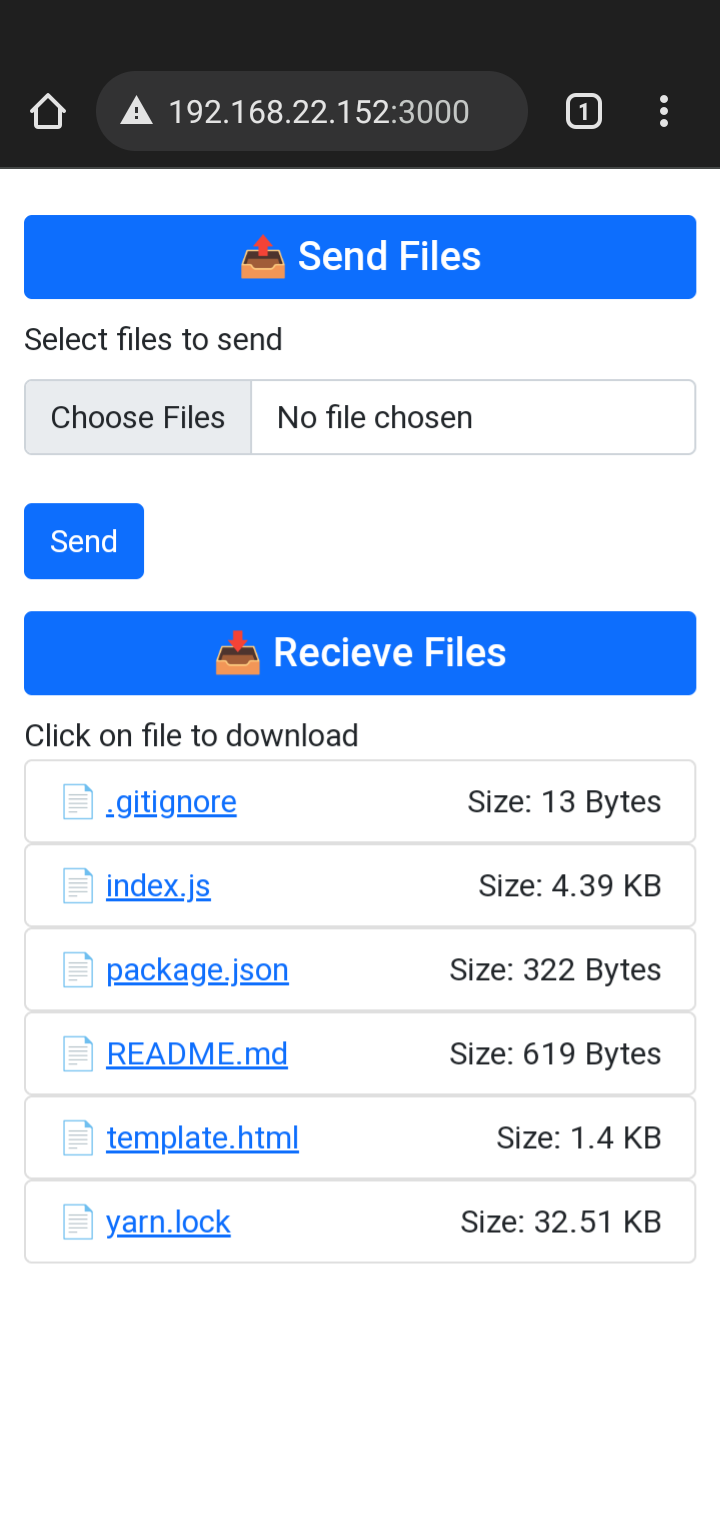 192.168.22.152:3000
1
📤 Send Files
Select files to send
Choose Files No file chosen
Send
📥 Recieve Files
Click on file to download
.gitignore Size: 13 Bytes
index.js Size: 4.39 KB
package.json Size: 322 Bytes
README.md Size: 619 Bytes
template.html Size: 1.4 KB
yarn.lock Size: 32.51 KB